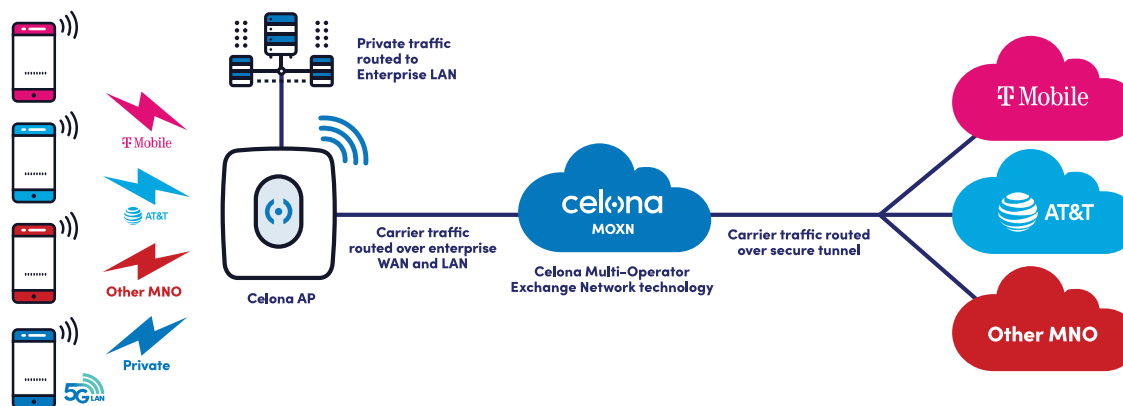 T Mobile
AT&T
Other MNO
Private
5G LAN
Private traffic
routed to
Enterprise LAN
Celona AP
Carrier traffic
routed over enterprise
WAN and LAN
celona
MOXN
Celona Multi-Operator
Exchange Network technology
Carrier traffic routed
over secure tunnel
T Mobile
AT&T
Other MNO